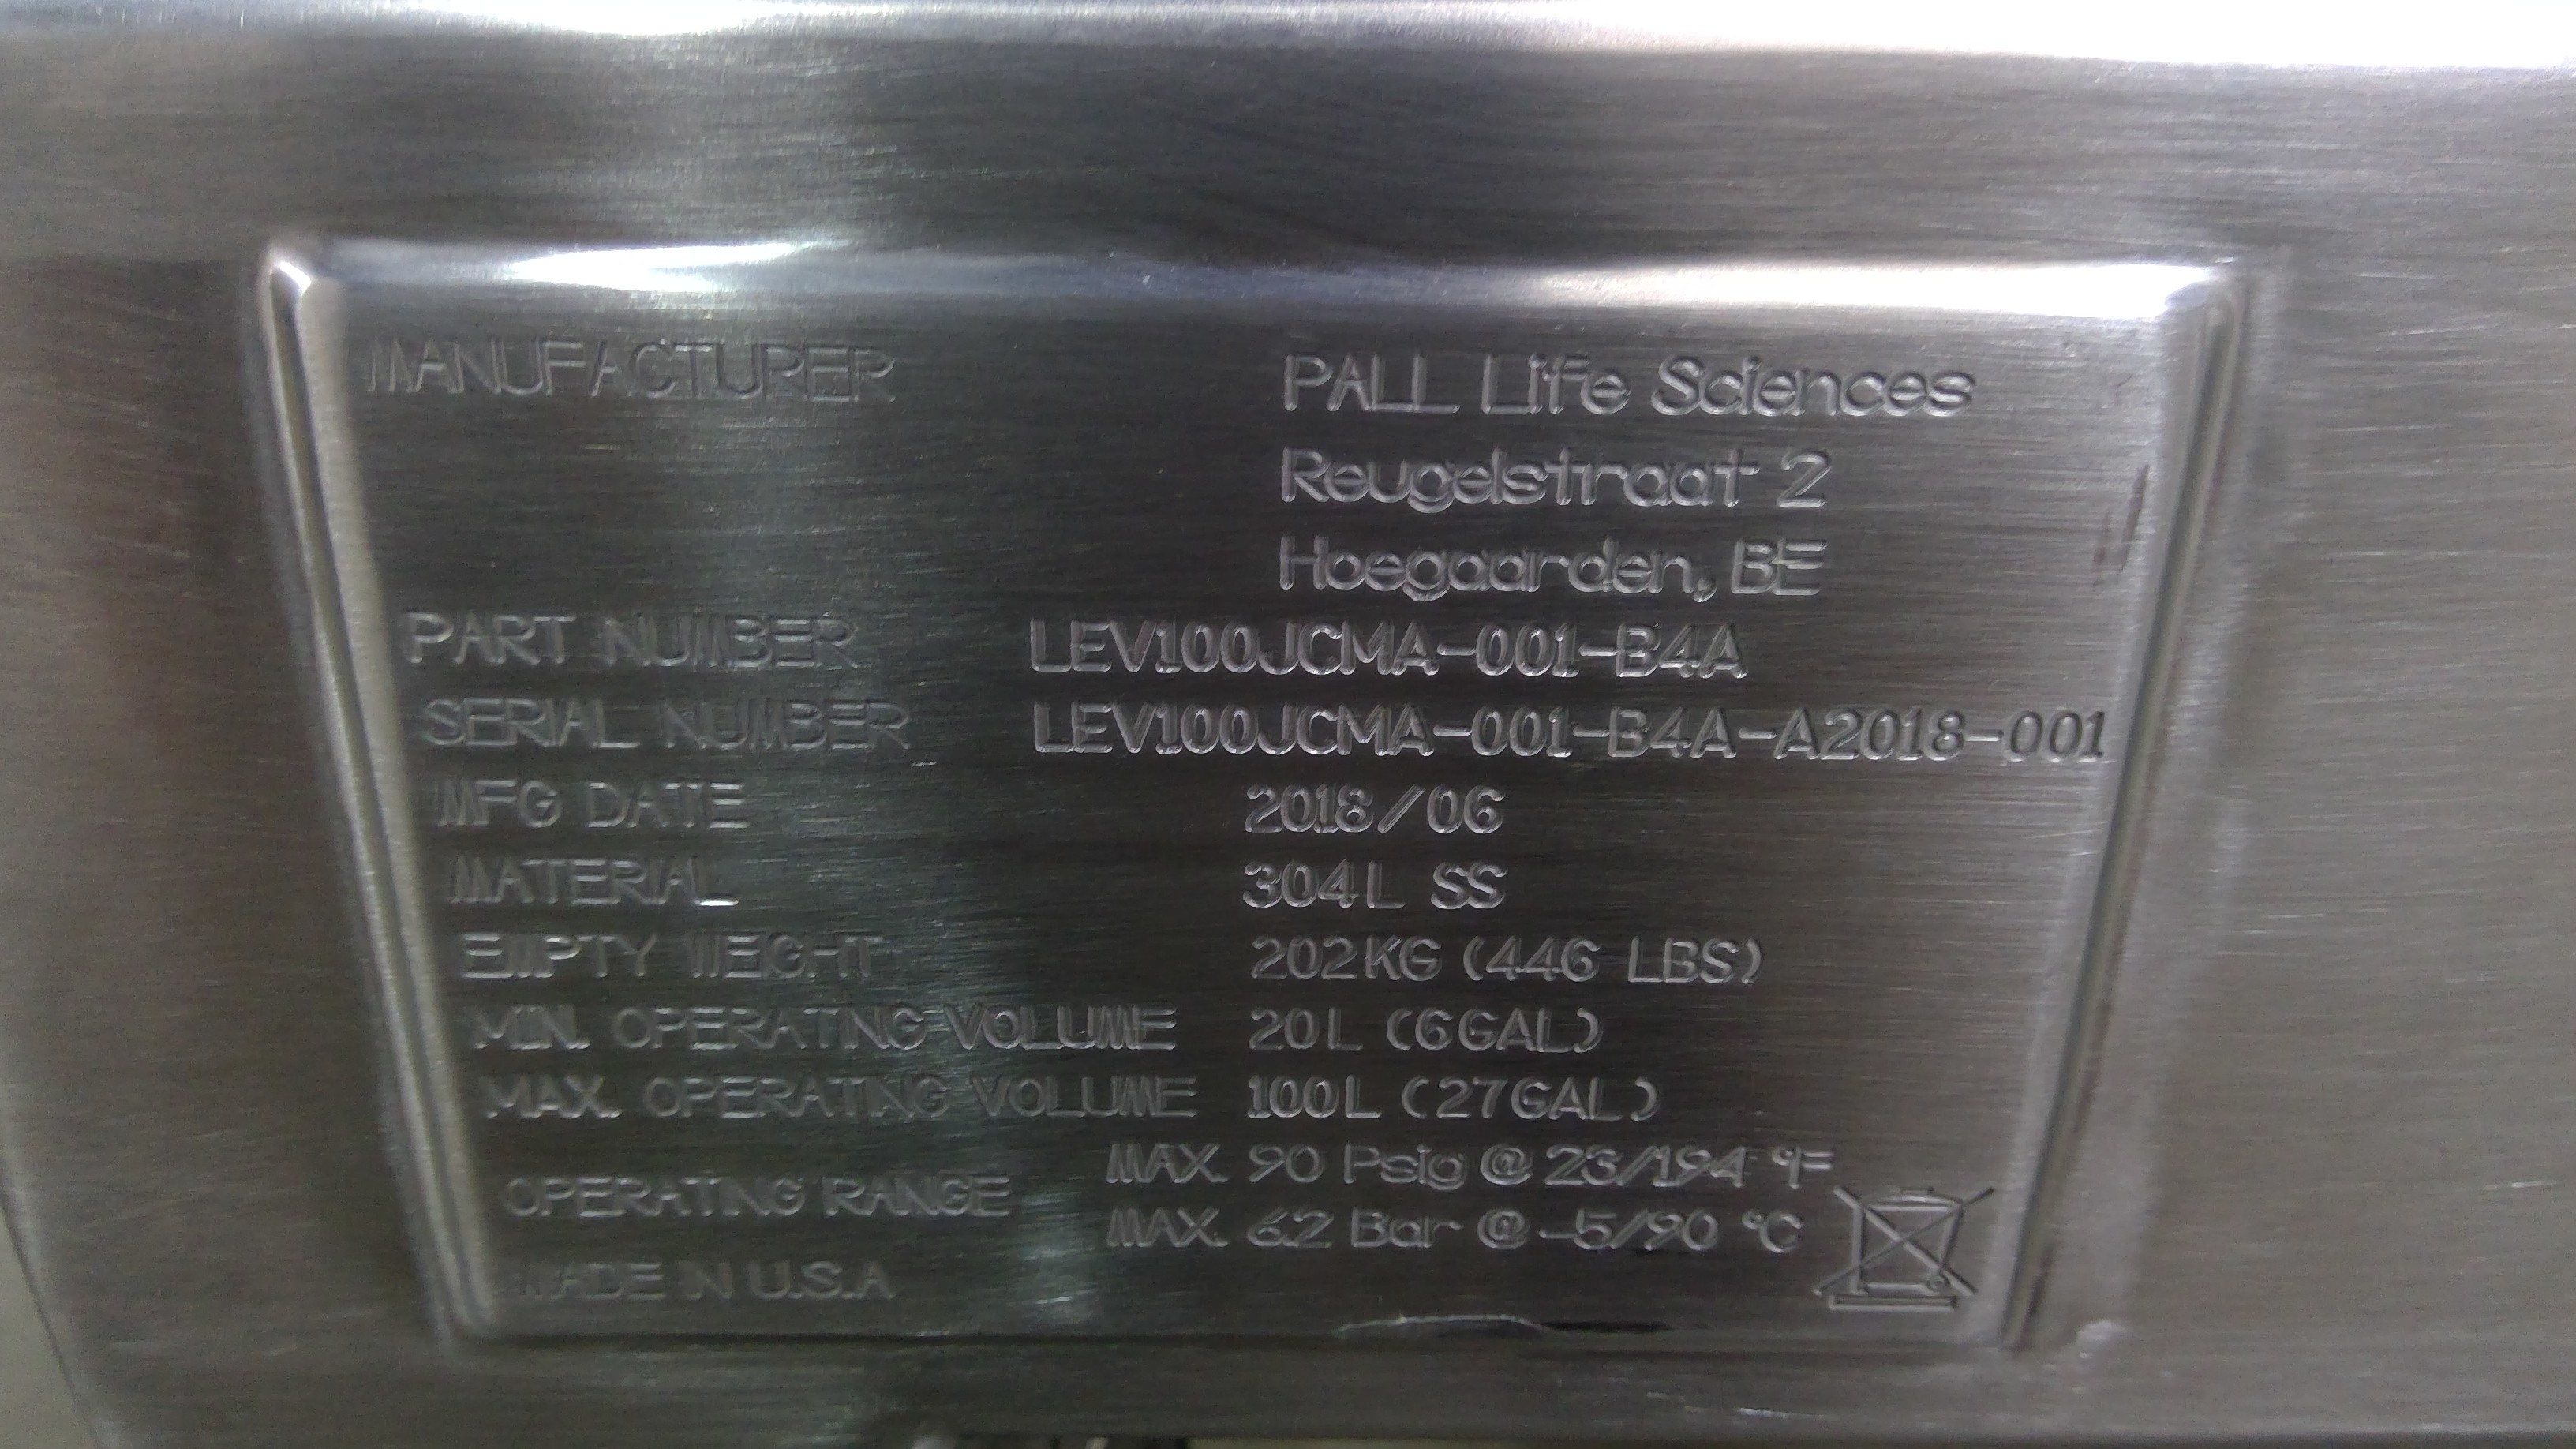 MANUFACTURER PALL Life Sciences
Reugelstraat 2
Hoegaarden, BE
PART NUMBER LEV100JCMA-001-B4A
SERIAL NUMBER LEV100JCMA-001-B4A-A2018-001
MFG DATE 2018/06
MATERIAL 304L SS
EMPTY WEIGHT 202KG (446 LBS)
MIN. OPERATING VOLUME 20L (6GAL)
MAX. OPERATING VOLUME 100L (27GAL)
OPERATING RANGE MAX. 90 Psig @ 23/194 °F
MAX. 6.2 Bar @ -5/90 °C
MADE IN U.S.A